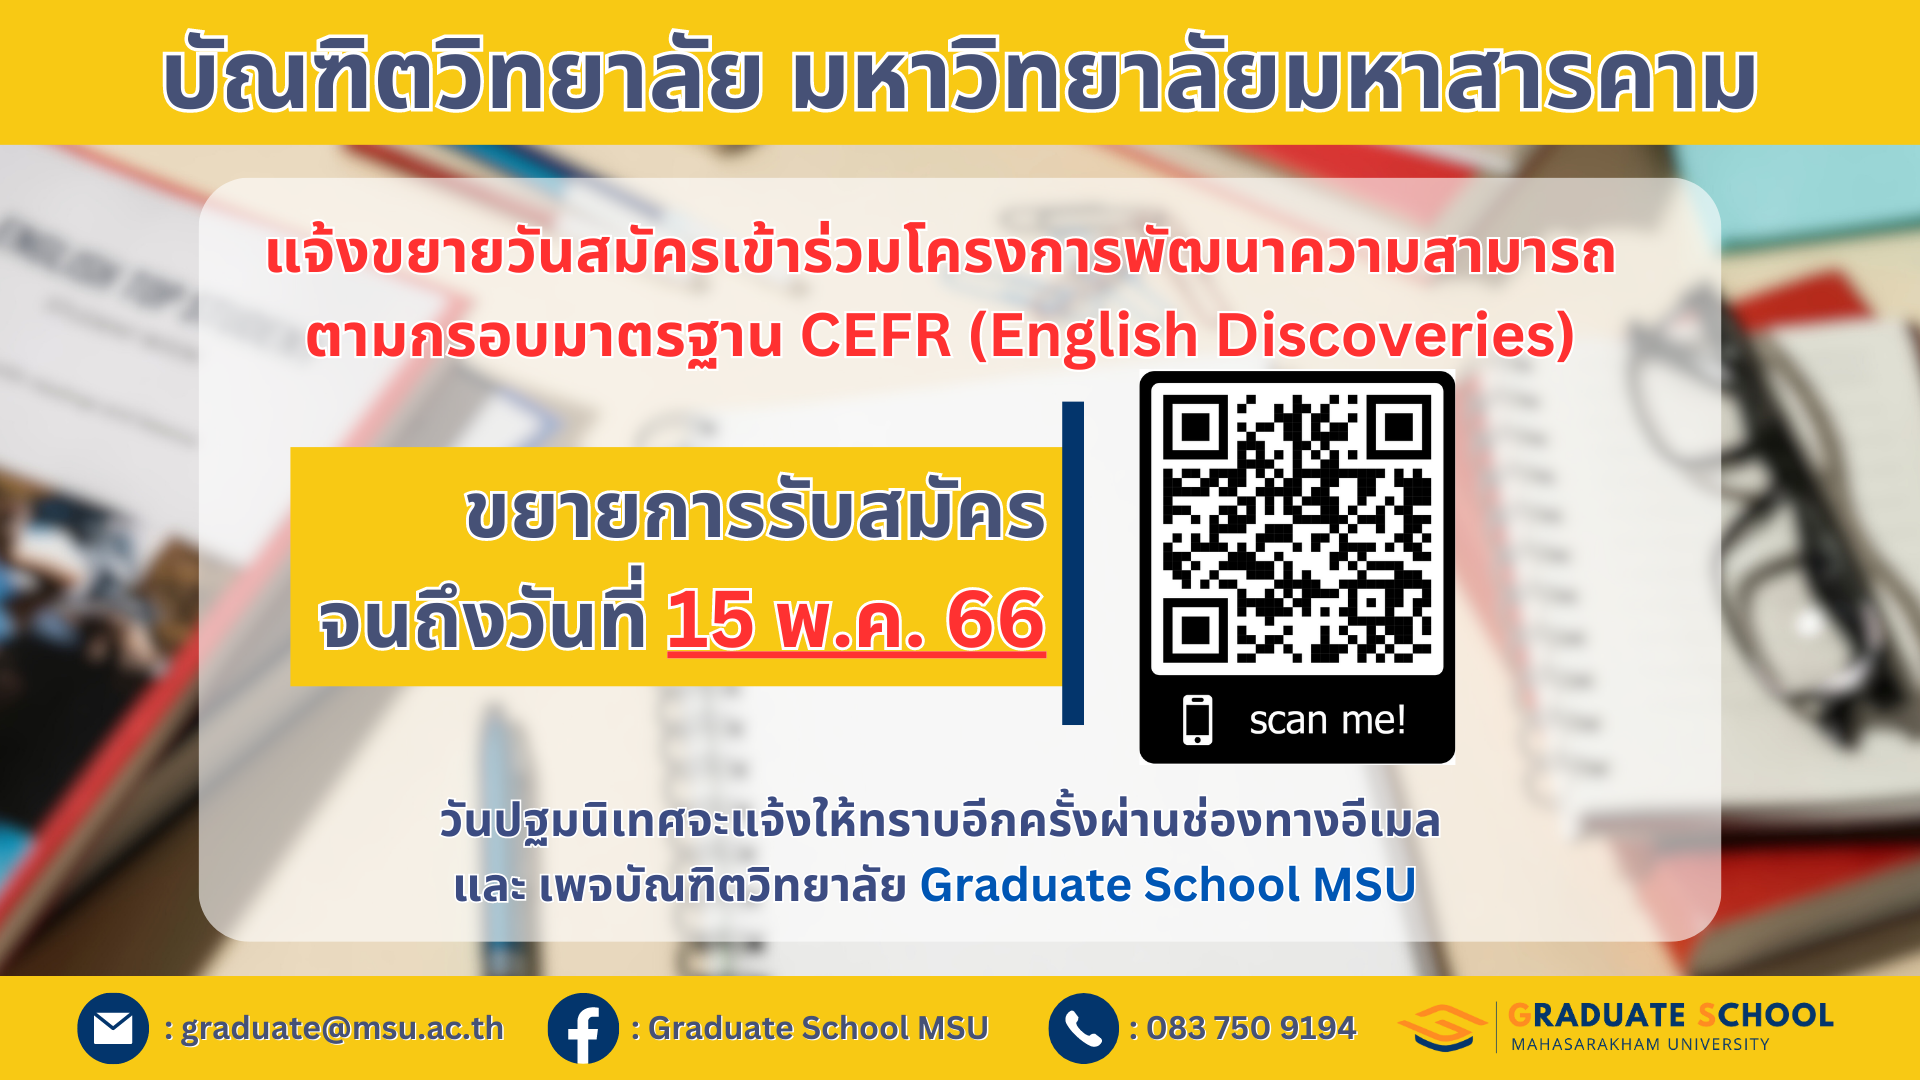 บัณฑิตวิทยาลัย มหาวิทยาลัยมหาสารคาม
แจ้งขยายวันสมัครเข้าร่วมโครงการพัฒนาความสามารถ
ตามกรอบมาตรฐาน CEFR (English Discoveries)
ขยายการรับสมัคร
จนถึงวันที่ 15 พ.ค. 66
scan me!
วันปฐมนิเทศจะแจ้งให้ทราบอีกครั้งผ่านช่องทางอีเมล
และ เพจบัณฑิตวิทยาลัย Graduate School MSU
: graduate@msu.ac.th
: Graduate School MSU
: 083 750 9194
GRADUATE SCHOOL
MAHASARAKHAM UNIVERSITY